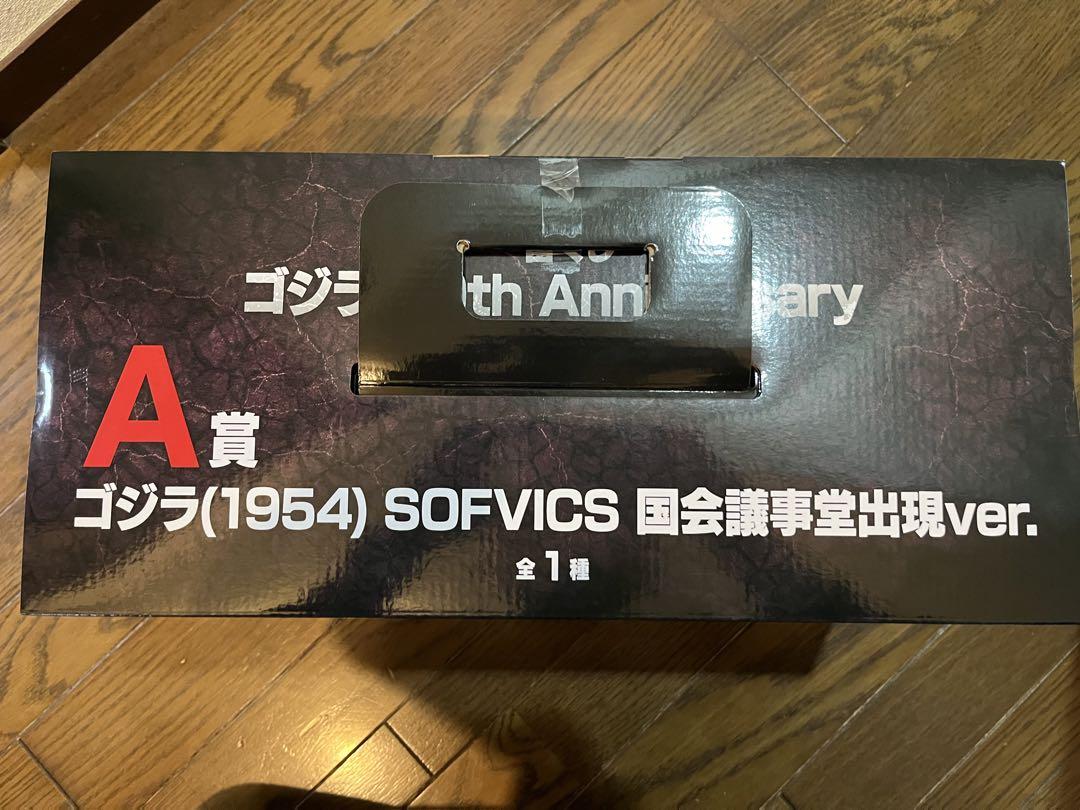 ゴジラ th Ann ary
A賞
ゴジラ(1954) SOFVICS 国会議事堂出現ver.
全1種